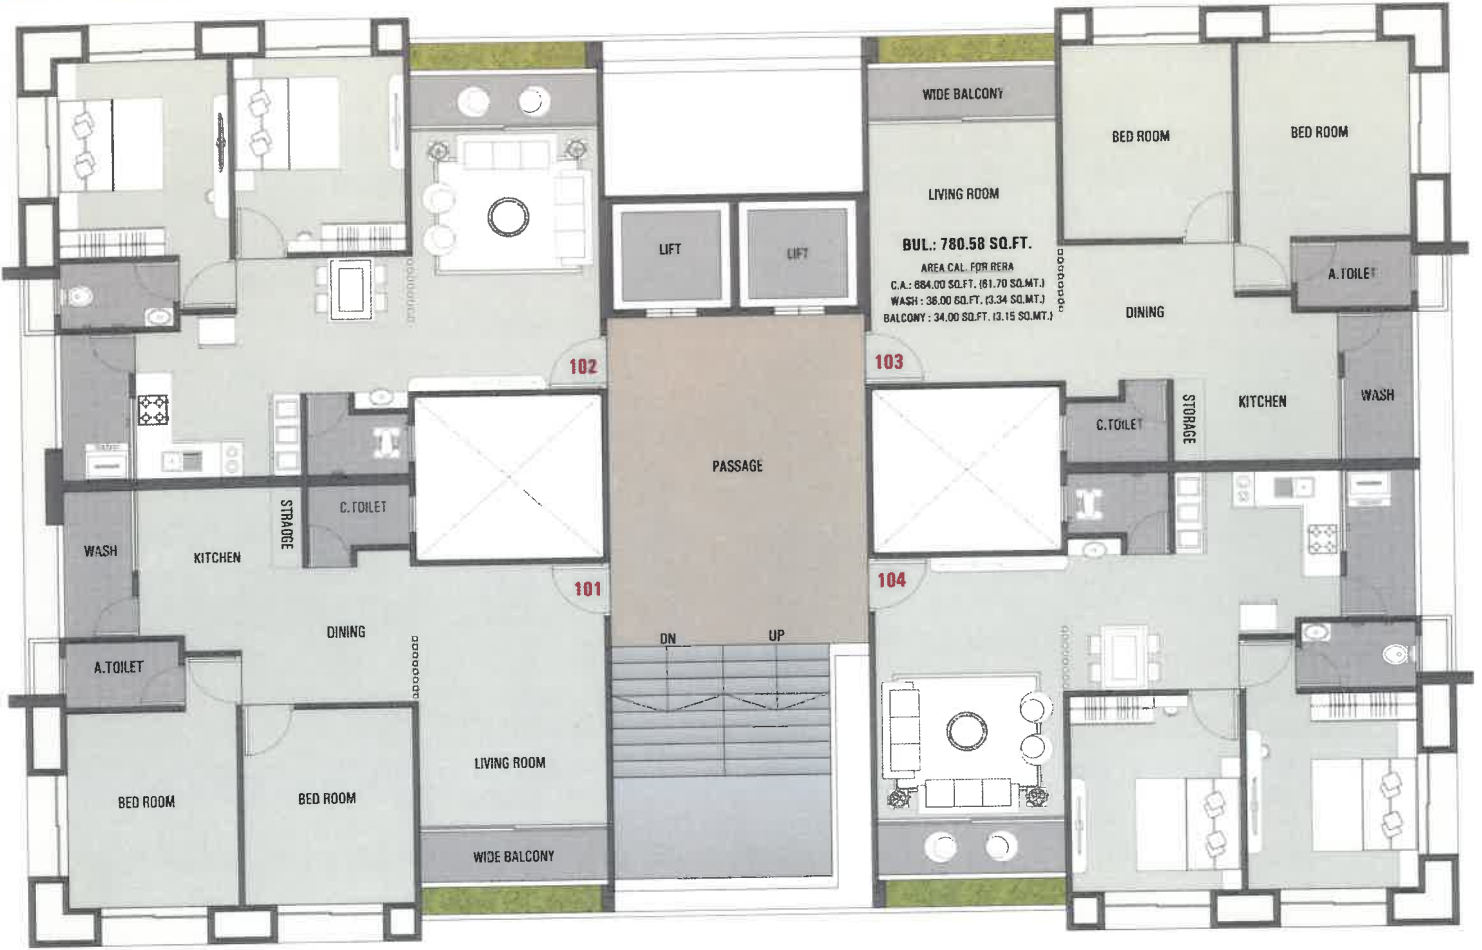 WIDE BALCONY
BED ROOM
BED ROOM
LIVING ROOM
LIFT
LIFT
BUL.: 780.58 SQ.FT.
AREA CAL. FOR RERA
C.A.: 664.00 SQ.FT. (61.70 SQ.MT.)
WASH : 36.00 SQ.FT. (3.34 SQ.MT.)
BALCONY : 34.00 SQ.FT. (3.15 SQ.MT.)
A.TOILET
DINING
102
103
KITCHEN
WASH
STORAGE
C.TOILET
PASSAGE
C.TOILET
STRAOGE
WASH
KITCHEN
101
104
DINING
DN
UP
A.TOILET
LIVING ROOM
BED ROOM
BED ROOM
WIDE BALCONY